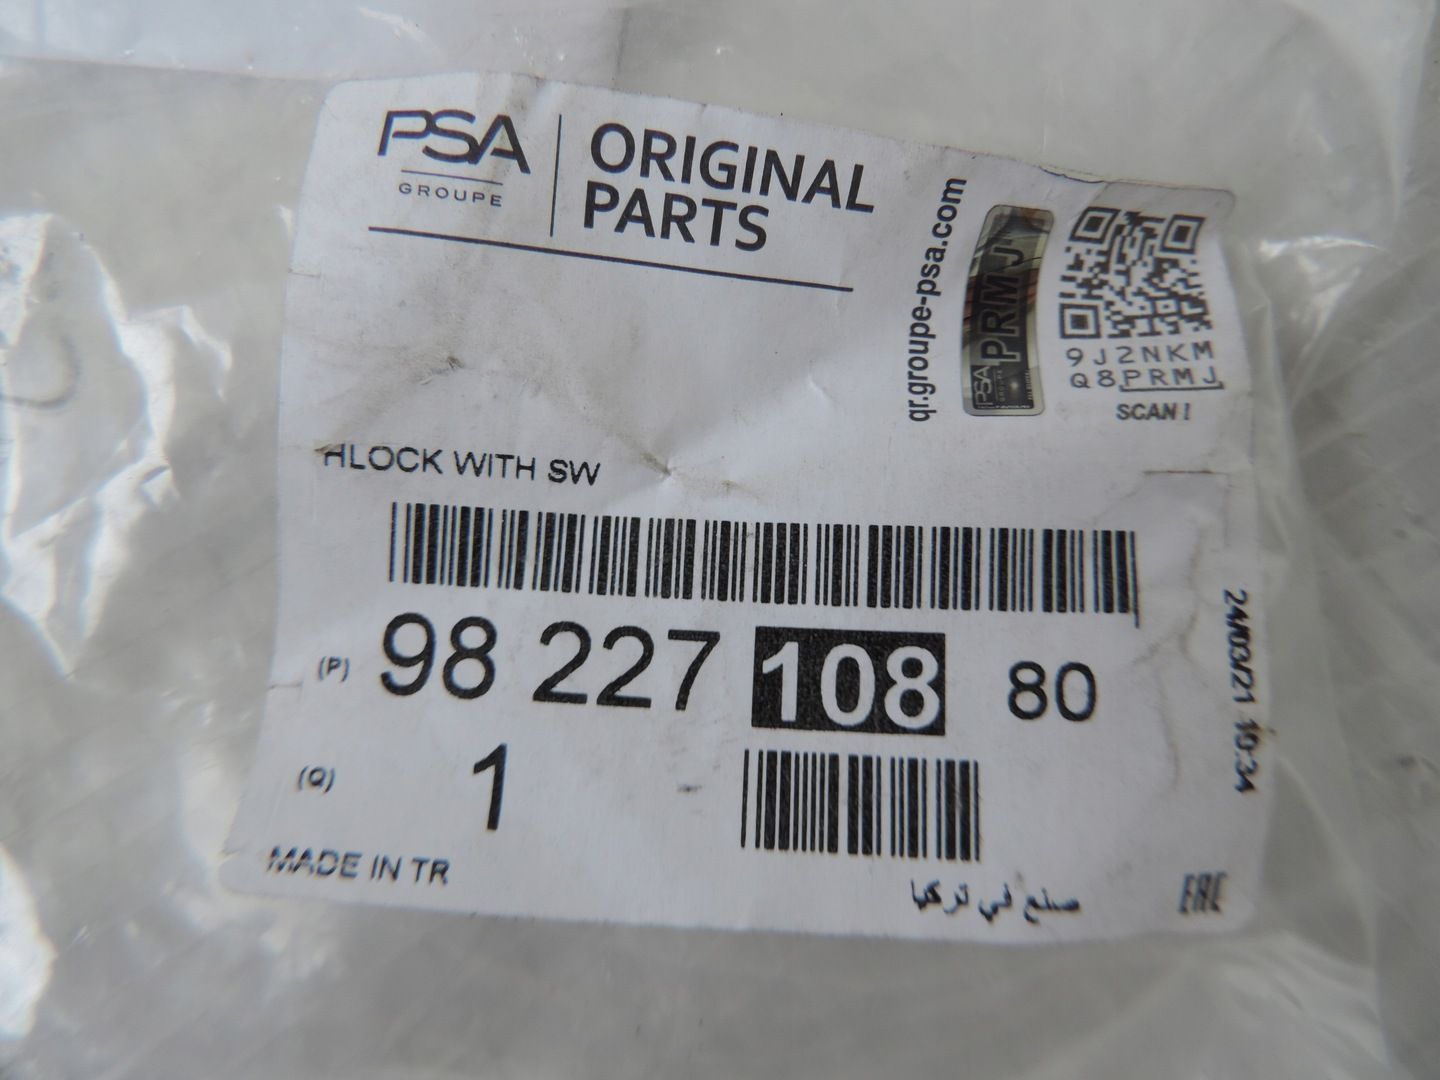 PSA
GROUPE
ORIGINAL
PARTS
qr.groupe-psa.com
PRMJ
PSA
GROUPE
9J2NKM
Q8PRMJ
SCAN !
HLOCK WITH SW
(P) 98 227 108 80
24/03/21 10:34
(Q) 1
MADE IN TR
صنع في تركيا
EAC